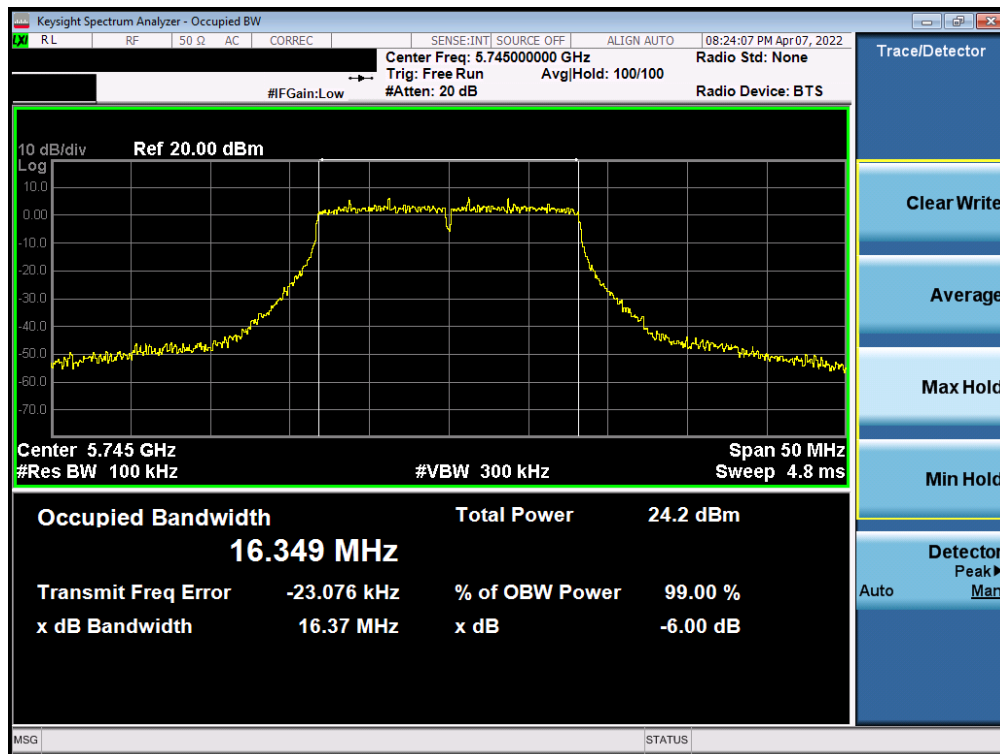 Keysight Spectrum Analyzer - Occupied BW
LXI RL RF 50 Ω AC CORREC SENSE:INT SOURCE OFF ALIGN AUTO 08:24:07 PM Apr 07, 2022
Center Freq: 5.745000000 GHz Radio Std: None
Trig: Free Run Avg|Hold: 100/100
#IFGain:Low #Atten: 20 dB Radio Device: BTS
Trace/Detector
10 dB/div Ref 20.00 dBm
Log
10.0
0.00
-10.0
-20.0
-30.0
-40.0
-50.0
-60.0
-70.0
Center 5.745 GHz Span 50 MHz
#Res BW 100 kHz #VBW 300 kHz Sweep 4.8 ms
Occupied Bandwidth Total Power 24.2 dBm
16.349 MHz
Transmit Freq Error -23.076 kHz % of OBW Power 99.00 %
x dB Bandwidth 16.37 MHz x dB -6.00 dB
Clear Write
Average
Max Hold
Min Hold
Detector
Peak▶
Auto Man
MSG STATUS